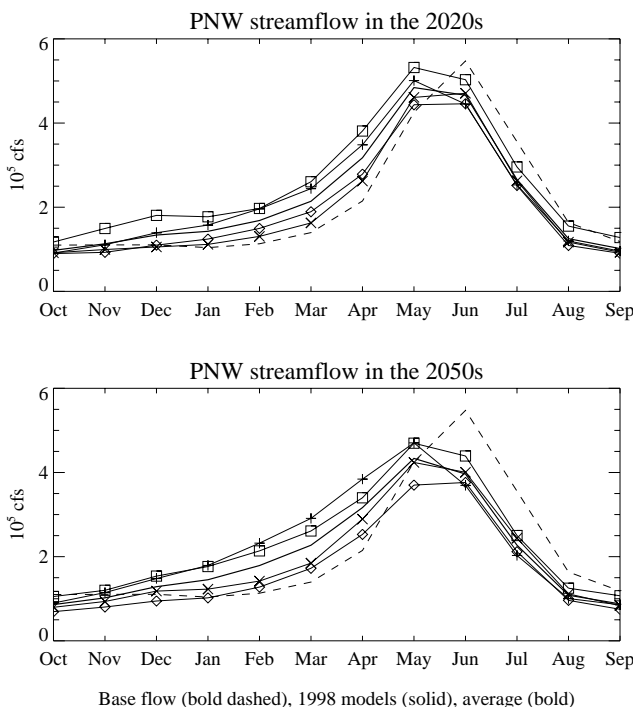 PNW streamflow in the 2020s
6
4
2
0
10⁵ cfs
Oct Nov Dec Jan Feb Mar Apr May Jun Jul Aug Sep
PNW streamflow in the 2050s
6
4
2
0
10⁵ cfs
Oct Nov Dec Jan Feb Mar Apr May Jun Jul Aug Sep
Base flow (bold dashed), 1998 models (solid), average (bold)